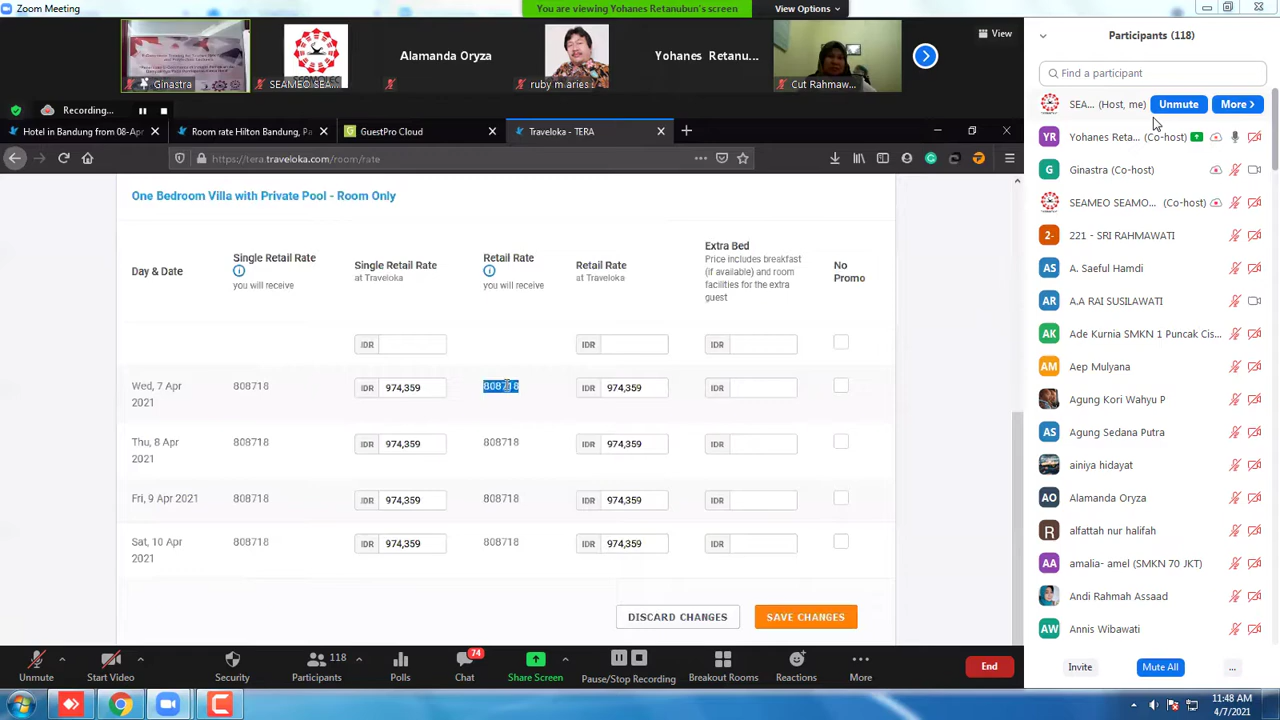 Zoom Meeting
You are viewing Yohanes Retanubun's screen
View Options
View
Ginastra
SEAMEO SE
Alamanda Oryza
ruby m aries
Yohanes Retanu...
Cut Rahmaw...
Recording...
Hotel in Bandung from 08-Apr
Room rate Hilton Bandung, Pa
GuestPro Cloud
Traveloka - TERA
https://tera.traveloka.com/room/rate
One Bedroom Villa with Private Pool - Room Only
Day & Date
Single Retail Rate
you will receive
Single Retail Rate
at Traveloka
Retail Rate
you will receive
Retail Rate
at Traveloka
Extra Bed
Price includes breakfast
(if available) and room
facilities for the extra
guest
No
Promo
IDR IDR IDR
Wed, 7 Apr
2021
808718 IDR 974,359 808718 IDR 974,359 IDR
Thu, 8 Apr
2021
808718 IDR 974,359 808718 IDR 974,359 IDR
Fri, 9 Apr 2021 808718 IDR 974,359 808718 IDR 974,359 IDR
Sat, 10 Apr
2021
808718 IDR 974,359 808718 IDR 974,359 IDR
DISCARD CHANGES
SAVE CHANGES
Participants (118)
Find a participant
SEA... (Host, me) Unmute More
YR Yohanes Reta... (Co-host)
G Ginastra (Co-host)
SEAMEO SEAMO... (Co-host)
2- 221 - SRI RAHMAWATI
AS A. Saeful Hamdi
AR A.A RAI SUSILAWATI
AK Ade Kurnia SMKN 1 Puncak Cis...
AM Aep Mulyana
Agung Kori Wahyu P
AS Agung Sedana Putra
ainiya hidayat
AO Alamanda Oryza
R alfattah nur halifah
AA amalia- amel (SMKN 70 JKT)
Andi Rahmah Assaad
AW Annis Wibawati
Invite Mute All ...
Unmute
Start Video
Security
118
Participants
Polls
74
Chat
Share Screen
Pause/Stop Recording
Breakout Rooms
Reactions
More
End
11:48 AM
4/7/2021